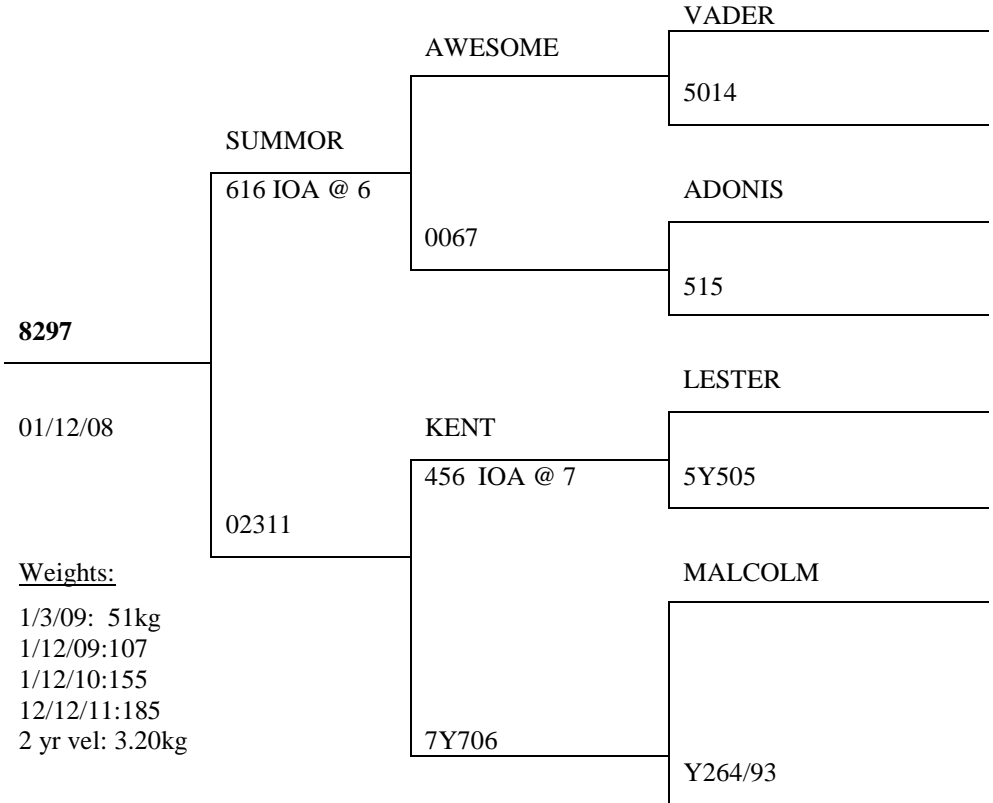 VADER
AWESOME
5014
SUMMOR
616 IOA @ 6
ADONIS
0067
515
8297
LESTER
01/12/08
KENT
456 IOA @ 7
5Y505
02311
Weights:
MALCOLM
1/3/09: 51kg
1/12/09:107
1/12/10:155
12/12/11:185
2 yr vel: 3.20kg
7Y706
Y264/93